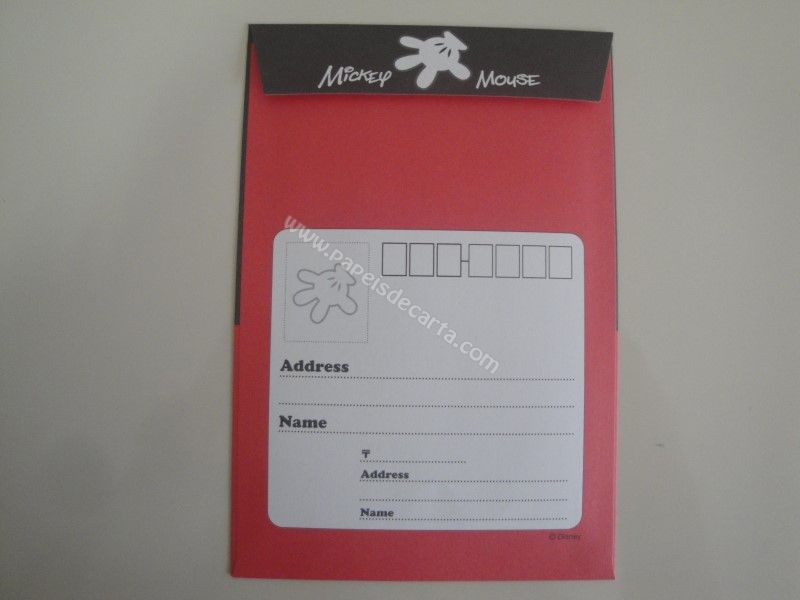 Mickey Mouse
www.papeisdecarta.com
Address
Name
〒
Address
Name
© Disney